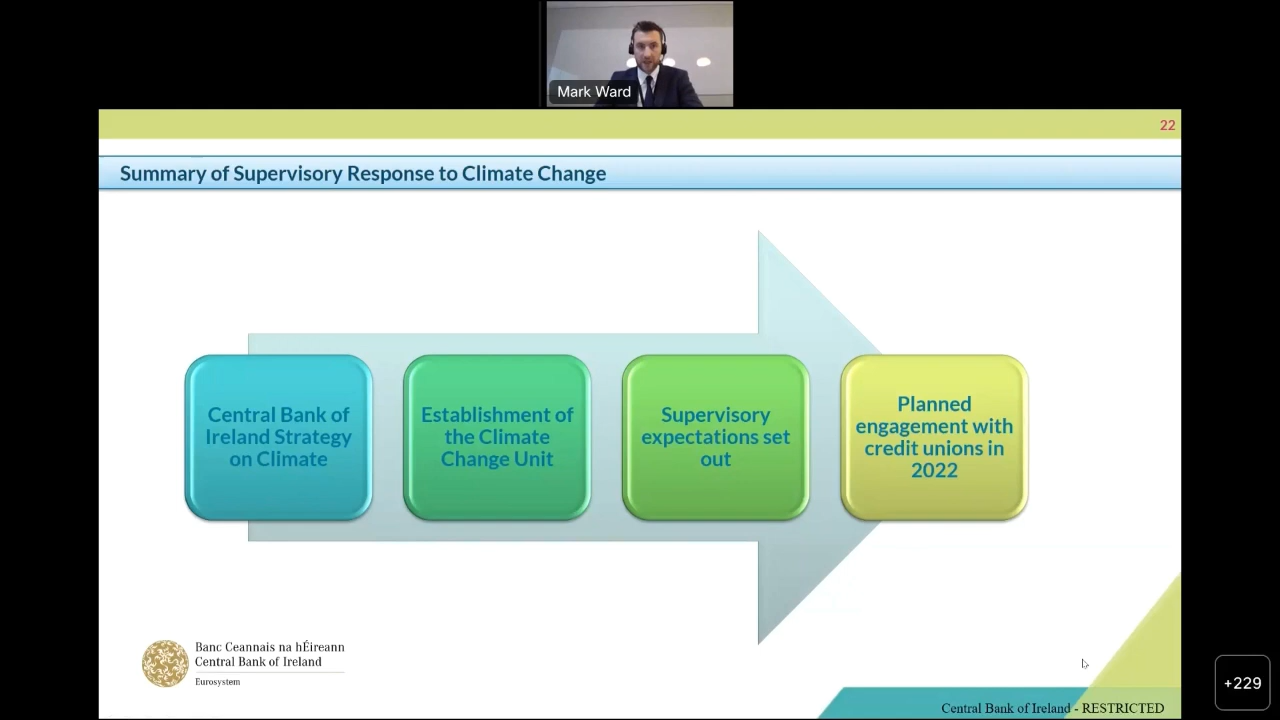 Mark Ward
22
Summary of Supervisory Response to Climate Change
Central Bank of
Ireland Strategy
on Climate
Establishment of
the Climate
Change Unit
Supervisory
expectations set
out
Planned
engagement with
credit unions in
2022
Banc Ceannais na hÉireann
Central Bank of Ireland
Eurosystem
Central Bank of Ireland - RESTRICTED
+229